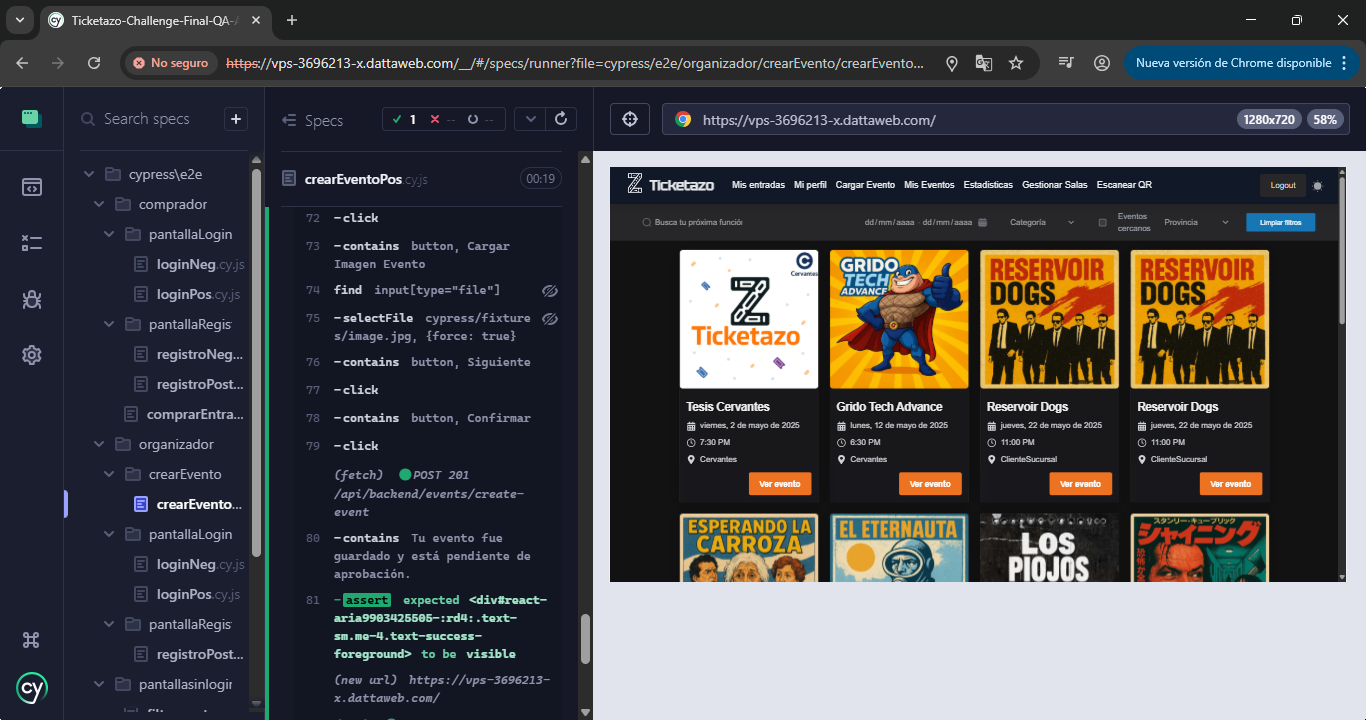 Ticketazo-Challenge-Final-QA-
No seguro
https://vps-3696213-x.dattaweb.com/__/#/specs/runner?file=cypress/e2e/organizador/crearEvento/crearEvento...
Nueva versión de Chrome disponible
Search specs
cypress\e2e
comprador
pantallaLogin
loginNeg.cy.js
loginPos.cy.js
pantallaRegis
registroNeg...
registroPost...
comprarEntra...
organizador
crearEvento
crearEvento...
pantallaLogin
loginNeg.cy.js
loginPos.cy.js
pantallaRegis
registroPost...
pantallasinlogin
cy
Specs
1 -- --
crearEventoPos.cy.js 00:19
72 -click
73 -contains button, Cargar
Imagen Evento
74 find input[type="file"]
75 -selectFile cypress/fixture
s/image.jpg, {force: true}
76 -contains button, Siguiente
77 -click
78 -contains button, Confirmar
79 -click
(fetch) POST 201
/api/backend/events/create-
event
80 -contains Tu evento fue
guardado y está pendiente de
aprobación.
81 -assert expected <div#react-
aria9903425505-:rd4:.text-
sm.me-4.text-success-
foreground> to be visible
(new url) https://vps-3696213-
x.dattaweb.com/
https://vps-3696213-x.dattaweb.com/
1280x720 58%
Ticketazo Mis entradas Mi perfil Cargar Evento Mis Eventos Estadisticas Gestionar Salas Escanear QR Logout
Busca tu próxima función dd/mm/aaaa - dd/mm/aaaa Categoría Eventos cercanos Provincia Limpiar filtros
Cervantes
Z
Ticketazo
Tesis Cervantes
viernes, 2 de mayo de 2025
7:30 PM
Cervantes
Ver evento
GRIDO
TECH
ADVANCE
Grido Tech Advance
lunes, 12 de mayo de 2025
6:30 PM
Cervantes
Ver evento
RESERVOIR
DOGS
Reservoir Dogs
jueves, 22 de mayo de 2025
11:00 PM
ClienteSucursal
Ver evento
RESERVOIR
DOGS
Reservoir Dogs
jueves, 22 de mayo de 2025
11:00 PM
ClienteSucursal
Ver evento
ESPERANDO LA
CARROZA
EL ETERNAUTA
LOS
PIOJOS
スタンリー・キューブリック
シャイニング